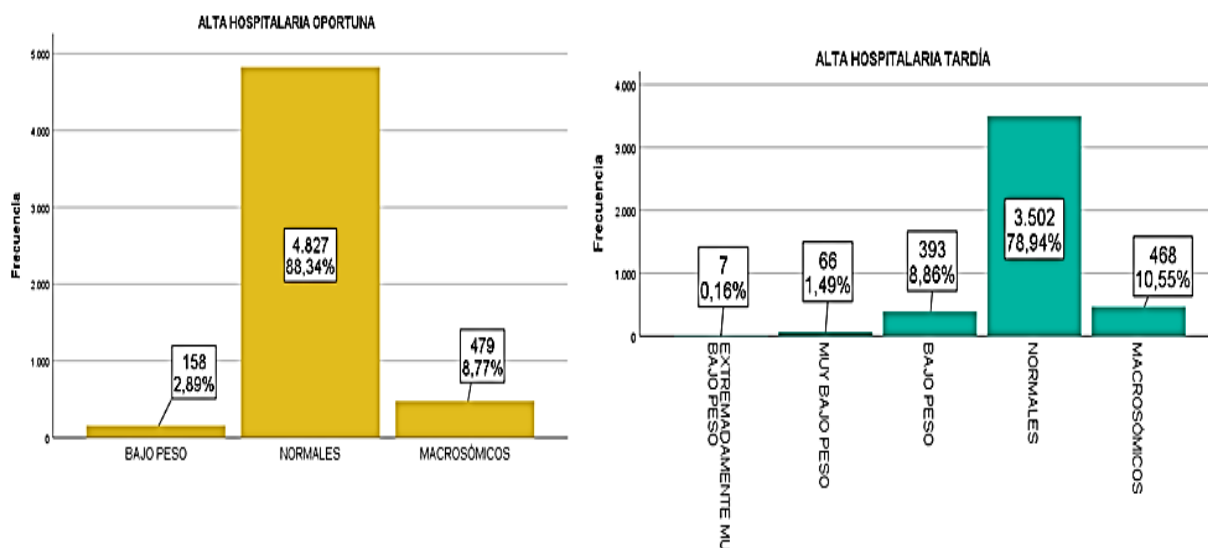 ALTA HOSPITALARIA OPORTUNA
Frecuencia
5.000
4.000
3.000
2.000
1.000
0
158
2,89%
4.827
88,34%
479
8,77%
BAJO PESO
NORMALES
MACROSÓMICOS
ALTA HOSPITALARIA TARDÍA
Frecuencia
4.000
3.000
2.000
1.000
0
7
0,16%
66
1,49%
393
8,86%
3.502
78,94%
468
10,55%
EXTREMADAMENTE MU
BAJO PESO
MUY BAJO PESO
BAJO PESO
NORMALES
MACROSÓMICOS